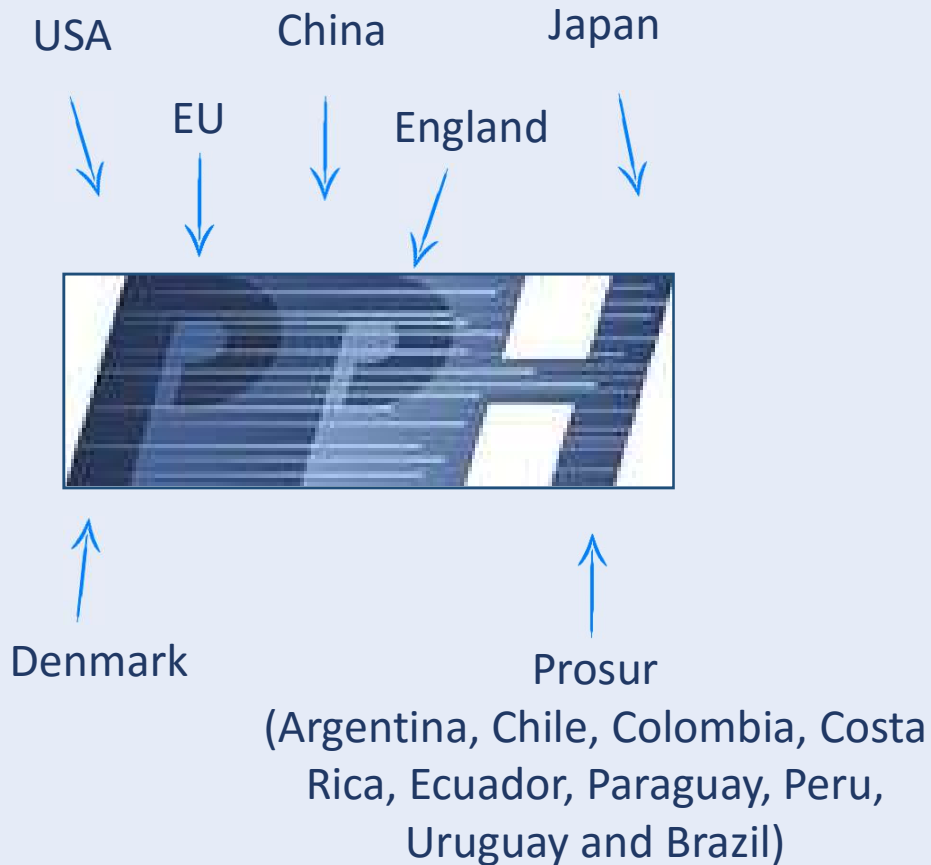 USA
China
Japan
EU
England
PPH
Denmark
Prosur
(Argentina, Chile, Colombia, Costa
Rica, Ecuador, Paraguay, Peru,
Uruguay and Brazil)